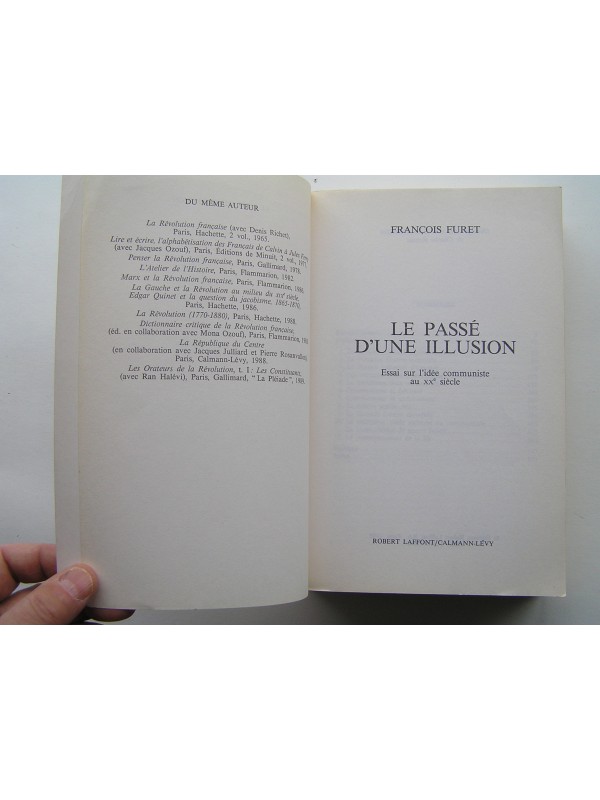 DU MÊME AUTEUR
La Révolution française (avec Denis Richet),
Paris, Hachette, 2 vol., 1965.
Lire et écrire, l'alphabétisation des Français de Calvin à Jules Ferry
(avec Jacques Ozouf), Paris, Éditions de Minuit, 2 vol., 1977.
Penser la Révolution française, Paris, Gallimard, 1978.
L'Atelier de l'Histoire, Paris, Flammarion, 1982.
Marx et la Révolution française, Paris, Flammarion, 1986.
La Gauche et la Révolution au milieu du XIXe siècle.
Edgar Quinet et la question du jacobisme, 1865-1870,
Paris, Hachette, 1986.
La Révolution (1770-1880), Paris, Hachette, 1988.
Dictionnaire critique de la Révolution française,
(éd. en collaboration avec Mona Ozouf), Paris, Flammarion, 1988.
La République du Centre
(en collaboration avec Jacques Julliard et Pierre Rosanvallon),
Paris, Calmann-Lévy, 1988.
Les Orateurs de la Révolution, t. I : Les Constituants,
(avec Ran Halévi), Paris, Gallimard, " La Pléiade ", 1989.
FRANÇOIS FURET
LE PASSÉ
D'UNE ILLUSION
Essai sur l'idée communiste
au XXe siècle
ROBERT LAFFONT/CALMANN-LÉVY